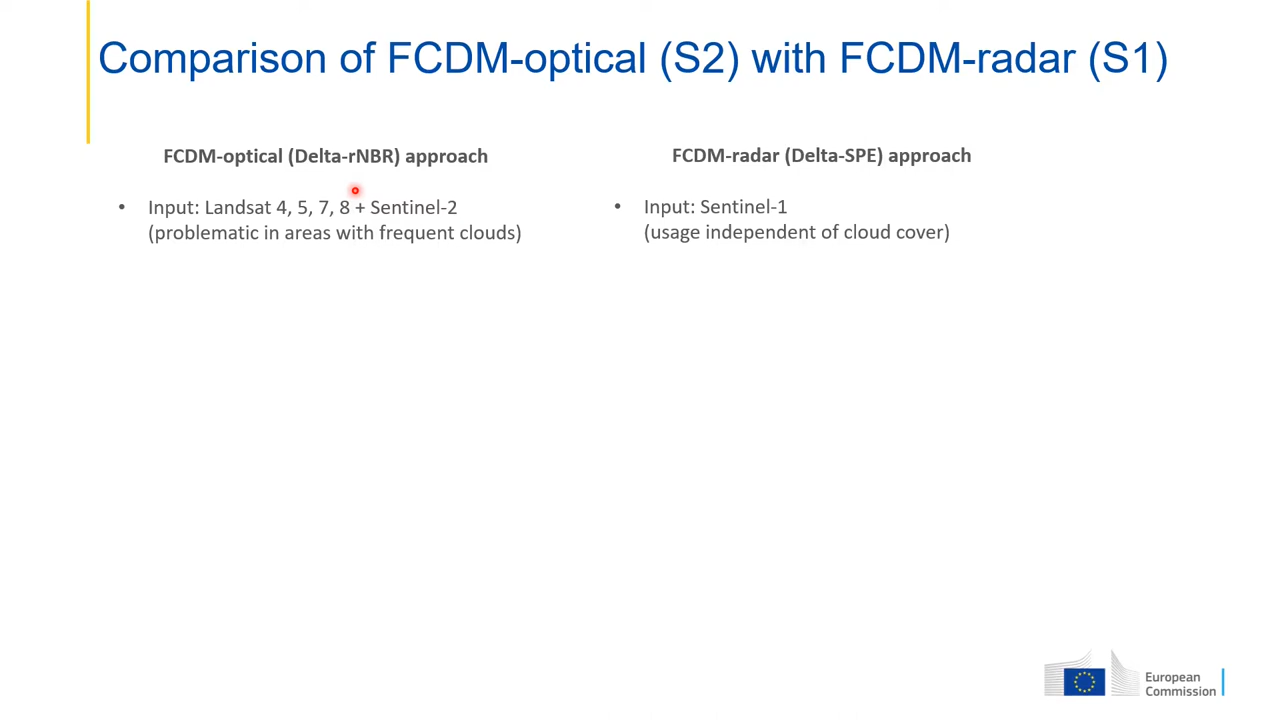 Comparison of FCDM-optical (S2) with FCDM-radar (S1)
FCDM-optical (Delta-rNBR) approach
• Input: Landsat 4, 5, 7, 8 + Sentinel-2
(problematic in areas with frequent clouds)
FCDM-radar (Delta-SPE) approach
• Input: Sentinel-1
(usage independent of cloud cover)
European
Commission